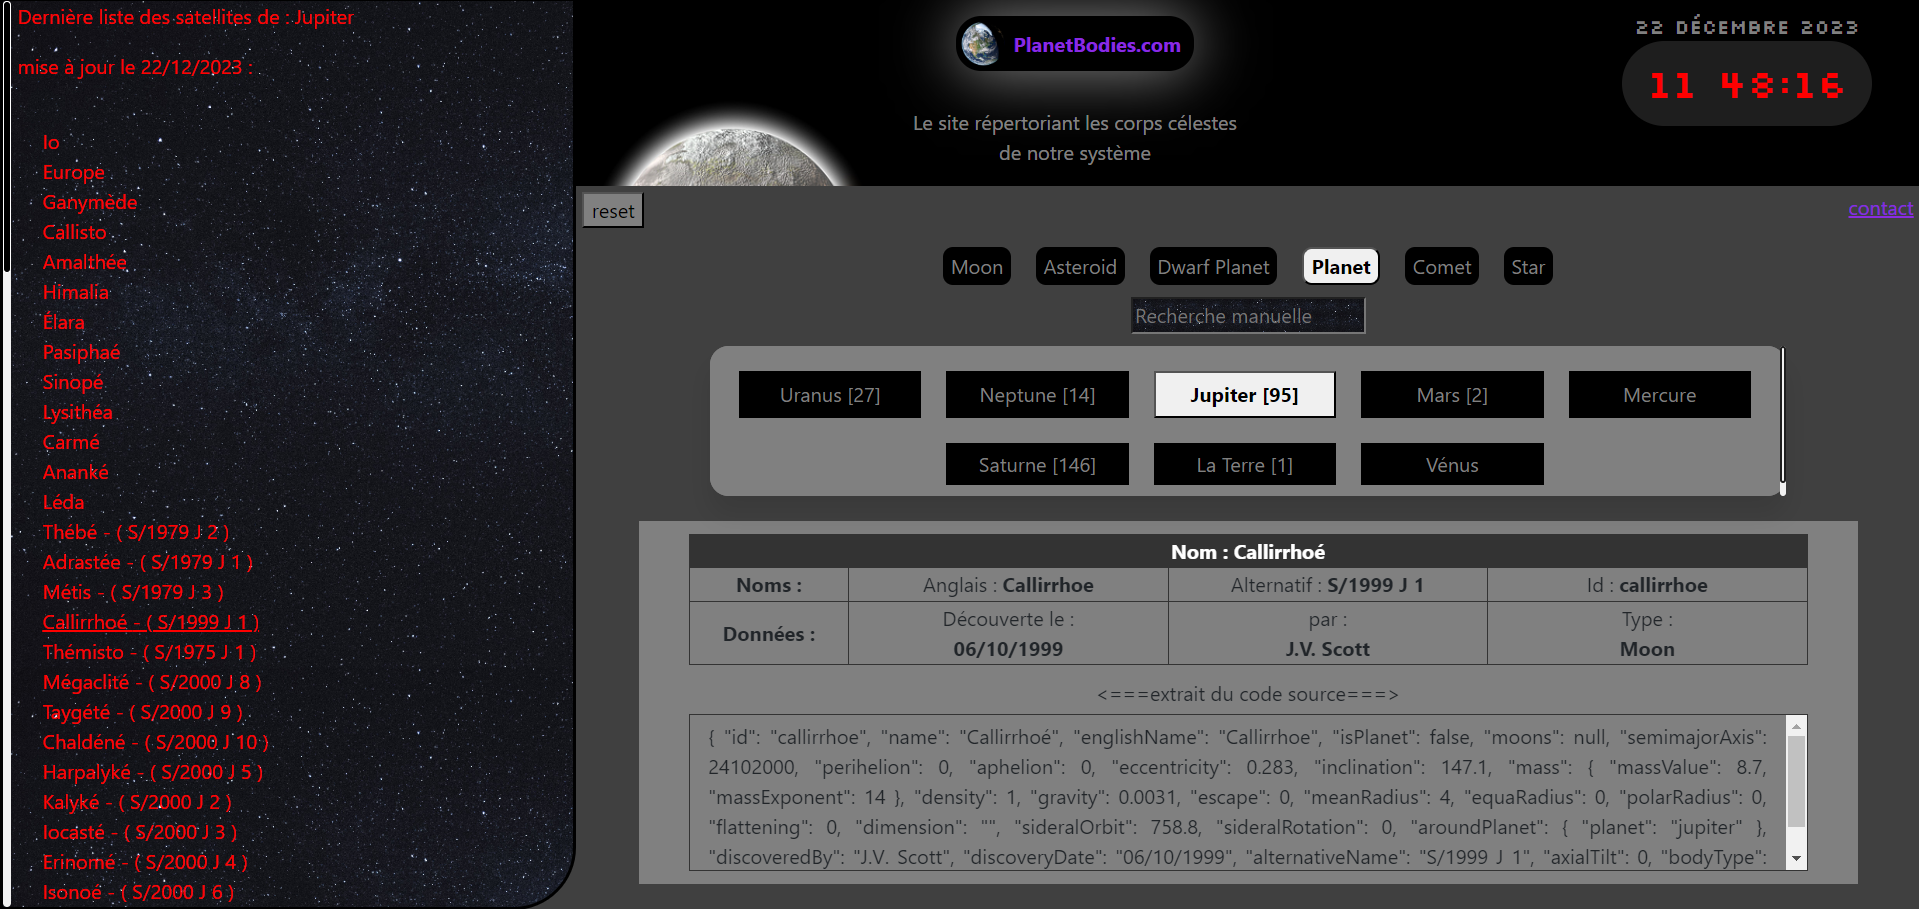 Dernière liste des satellites de : Jupiter
mise à jour le 22/12/2023 :
Io
Europe
Ganymède
Callisto
Amalthée
Himalia
Élara
Pasiphaé
Sinopé
Lysithéa
Carmé
Ananké
Léda
Thébé - ( S/1979 J 2 )
Adrastée - ( S/1979 J 1 )
Métis - ( S/1979 J 3 )
Callirrhoé - ( S/1999 J 1 )
Thémisto - ( S/1975 J 1 )
Mégaclité - ( S/2000 J 8 )
Taygété - ( S/2000 J 9 )
Chaldéné - ( S/2000 J 10 )
Harpalyké - ( S/2000 J 5 )
Kalyké - ( S/2000 J 2 )
Iocasté - ( S/2000 J 3 )
Erinomé - ( S/2000 J 4 )
Isonoé - ( S/2000 J 6 )
PlanetBodies.com
Le site répertoriant les corps célestes
de notre système
22 DÉCEMBRE 2023
11 48:16
reset
contact
Moon Asteroid Dwarf Planet Planet Comet Star
Recherche manuelle
Uranus [27] Neptune [14] Jupiter [95] Mars [2] Mercure
Saturne [146] La Terre [1] Vénus
Nom : Callirrhoé
Noms : Anglais : Callirrhoe Alternatif : S/1999 J 1 Id : callirrhoe
Données : Découverte le : 06/10/1999 par : J.V. Scott Type : Moon
<===extrait du code source===>
{ "id": "callirrhoe", "name": "Callirrhoé", "englishName": "Callirrhoe", "isPlanet": false, "moons": null, "semimajorAxis":
24102000, "perihelion": 0, "aphelion": 0, "eccentricity": 0.283, "inclination": 147.1, "mass": { "massValue": 8.7,
"massExponent": 14 }, "density": 1, "gravity": 0.0031, "escape": 0, "meanRadius": 4, "equaRadius": 0, "polarRadius": 0,
"flattening": 0, "dimension": "", "sideralOrbit": 758.8, "sideralRotation": 0, "aroundPlanet": { "planet": "jupiter" },
"discoveredBy": "J.V. Scott", "discoveryDate": "06/10/1999", "alternativeName": "S/1999 J 1", "axialTilt": 0, "bodyType":